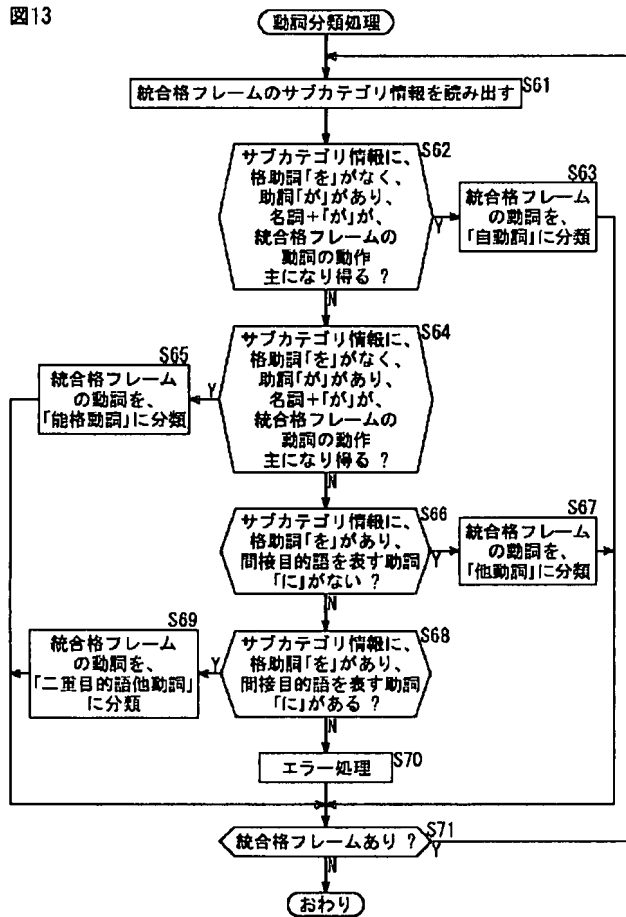 図13
動詞分類処理
統合格フレームのサブカテゴリ情報を読み出す
S61
サブカテゴリ情報に、
格助詞「を」がなく、
助詞「が」があり、
名詞+「が」が、
統合格フレームの
動詞の動作
主になり得る ?
S62
Y
N
統合格フレーム
の動詞を、
「自動詞」に分類
S63
サブカテゴリ情報に、
格助詞「を」がなく、
助詞「が」があり、
名詞+「が」が、
統合格フレームの
動詞の動作
主になり得る ?
S64
Y
N
統合格フレーム
の動詞を、
「能格動詞」に分類
S65
サブカテゴリ情報に、
格助詞「を」があり、
間接目的語を表す助詞
「に」がない ?
S66
Y
N
統合格フレーム
の動詞を、
「他動詞」に分類
S67
サブカテゴリ情報に、
格助詞「を」があり、
間接目的語を表す助詞
「に」がある ?
S68
Y
N
統合格フレーム
の動詞を、
「二重目的語他動詞」
に分類
S69
エラー処理
S70
統合格フレームあり ?
S71
Y
N
おわり